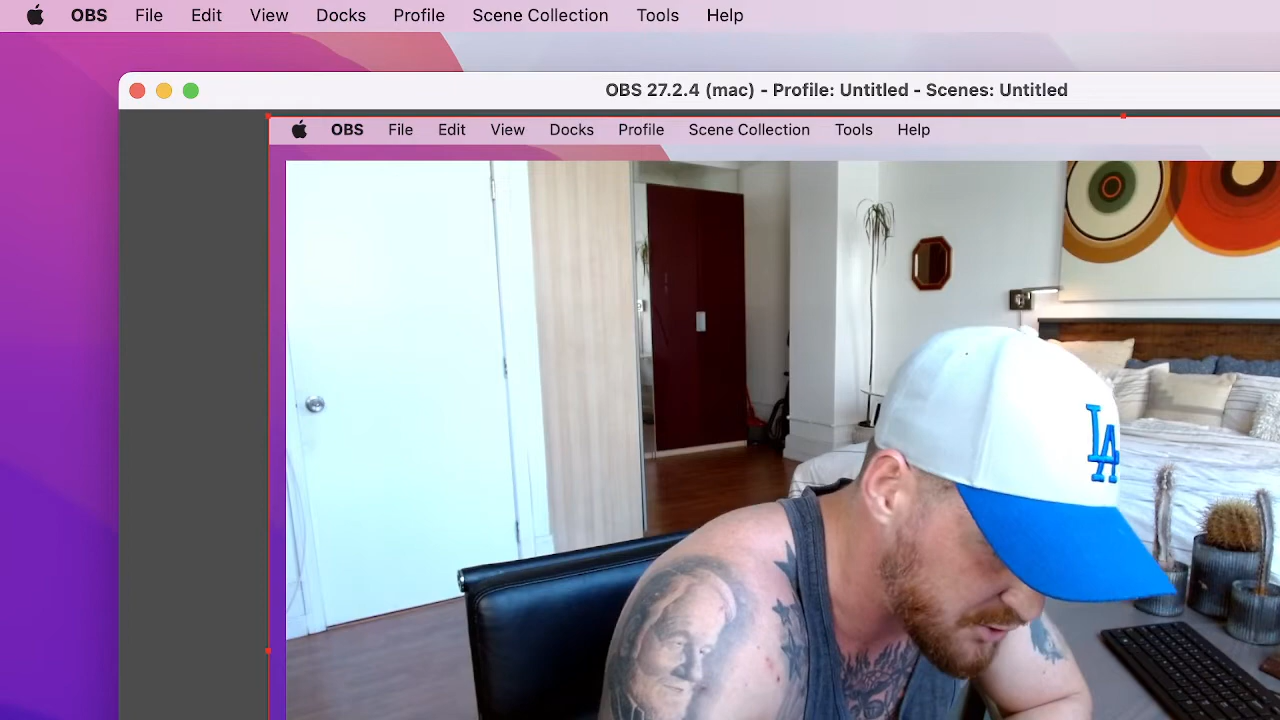 OBS File Edit View Docks Profile Scene Collection Tools Help
OBS 27.2.4 (mac) - Profile: Untitled - Scenes: Untitled
OBS File Edit View Docks Profile Scene Collection Tools Help
LA